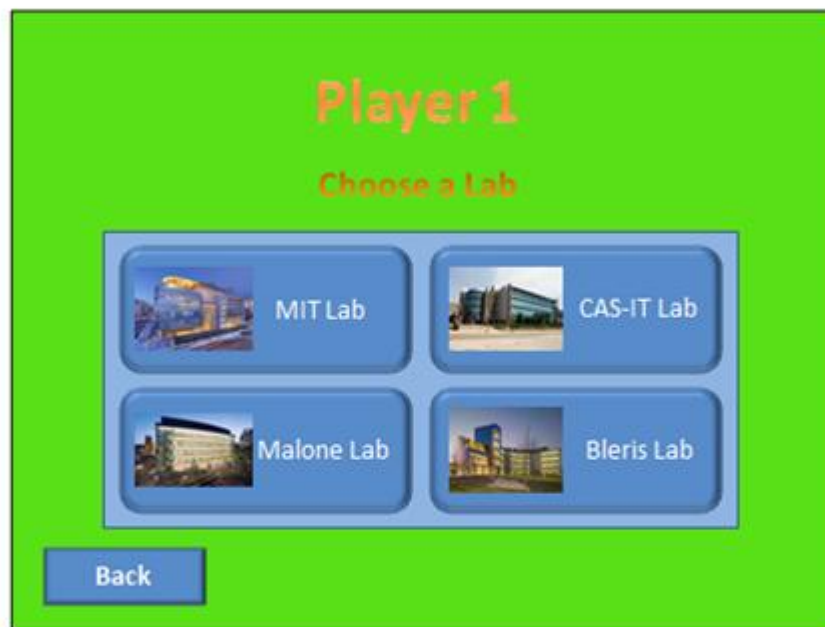 Player 1
Choose a Lab
MIT Lab
CAS-IT Lab
Malone Lab
Bleris Lab
Back